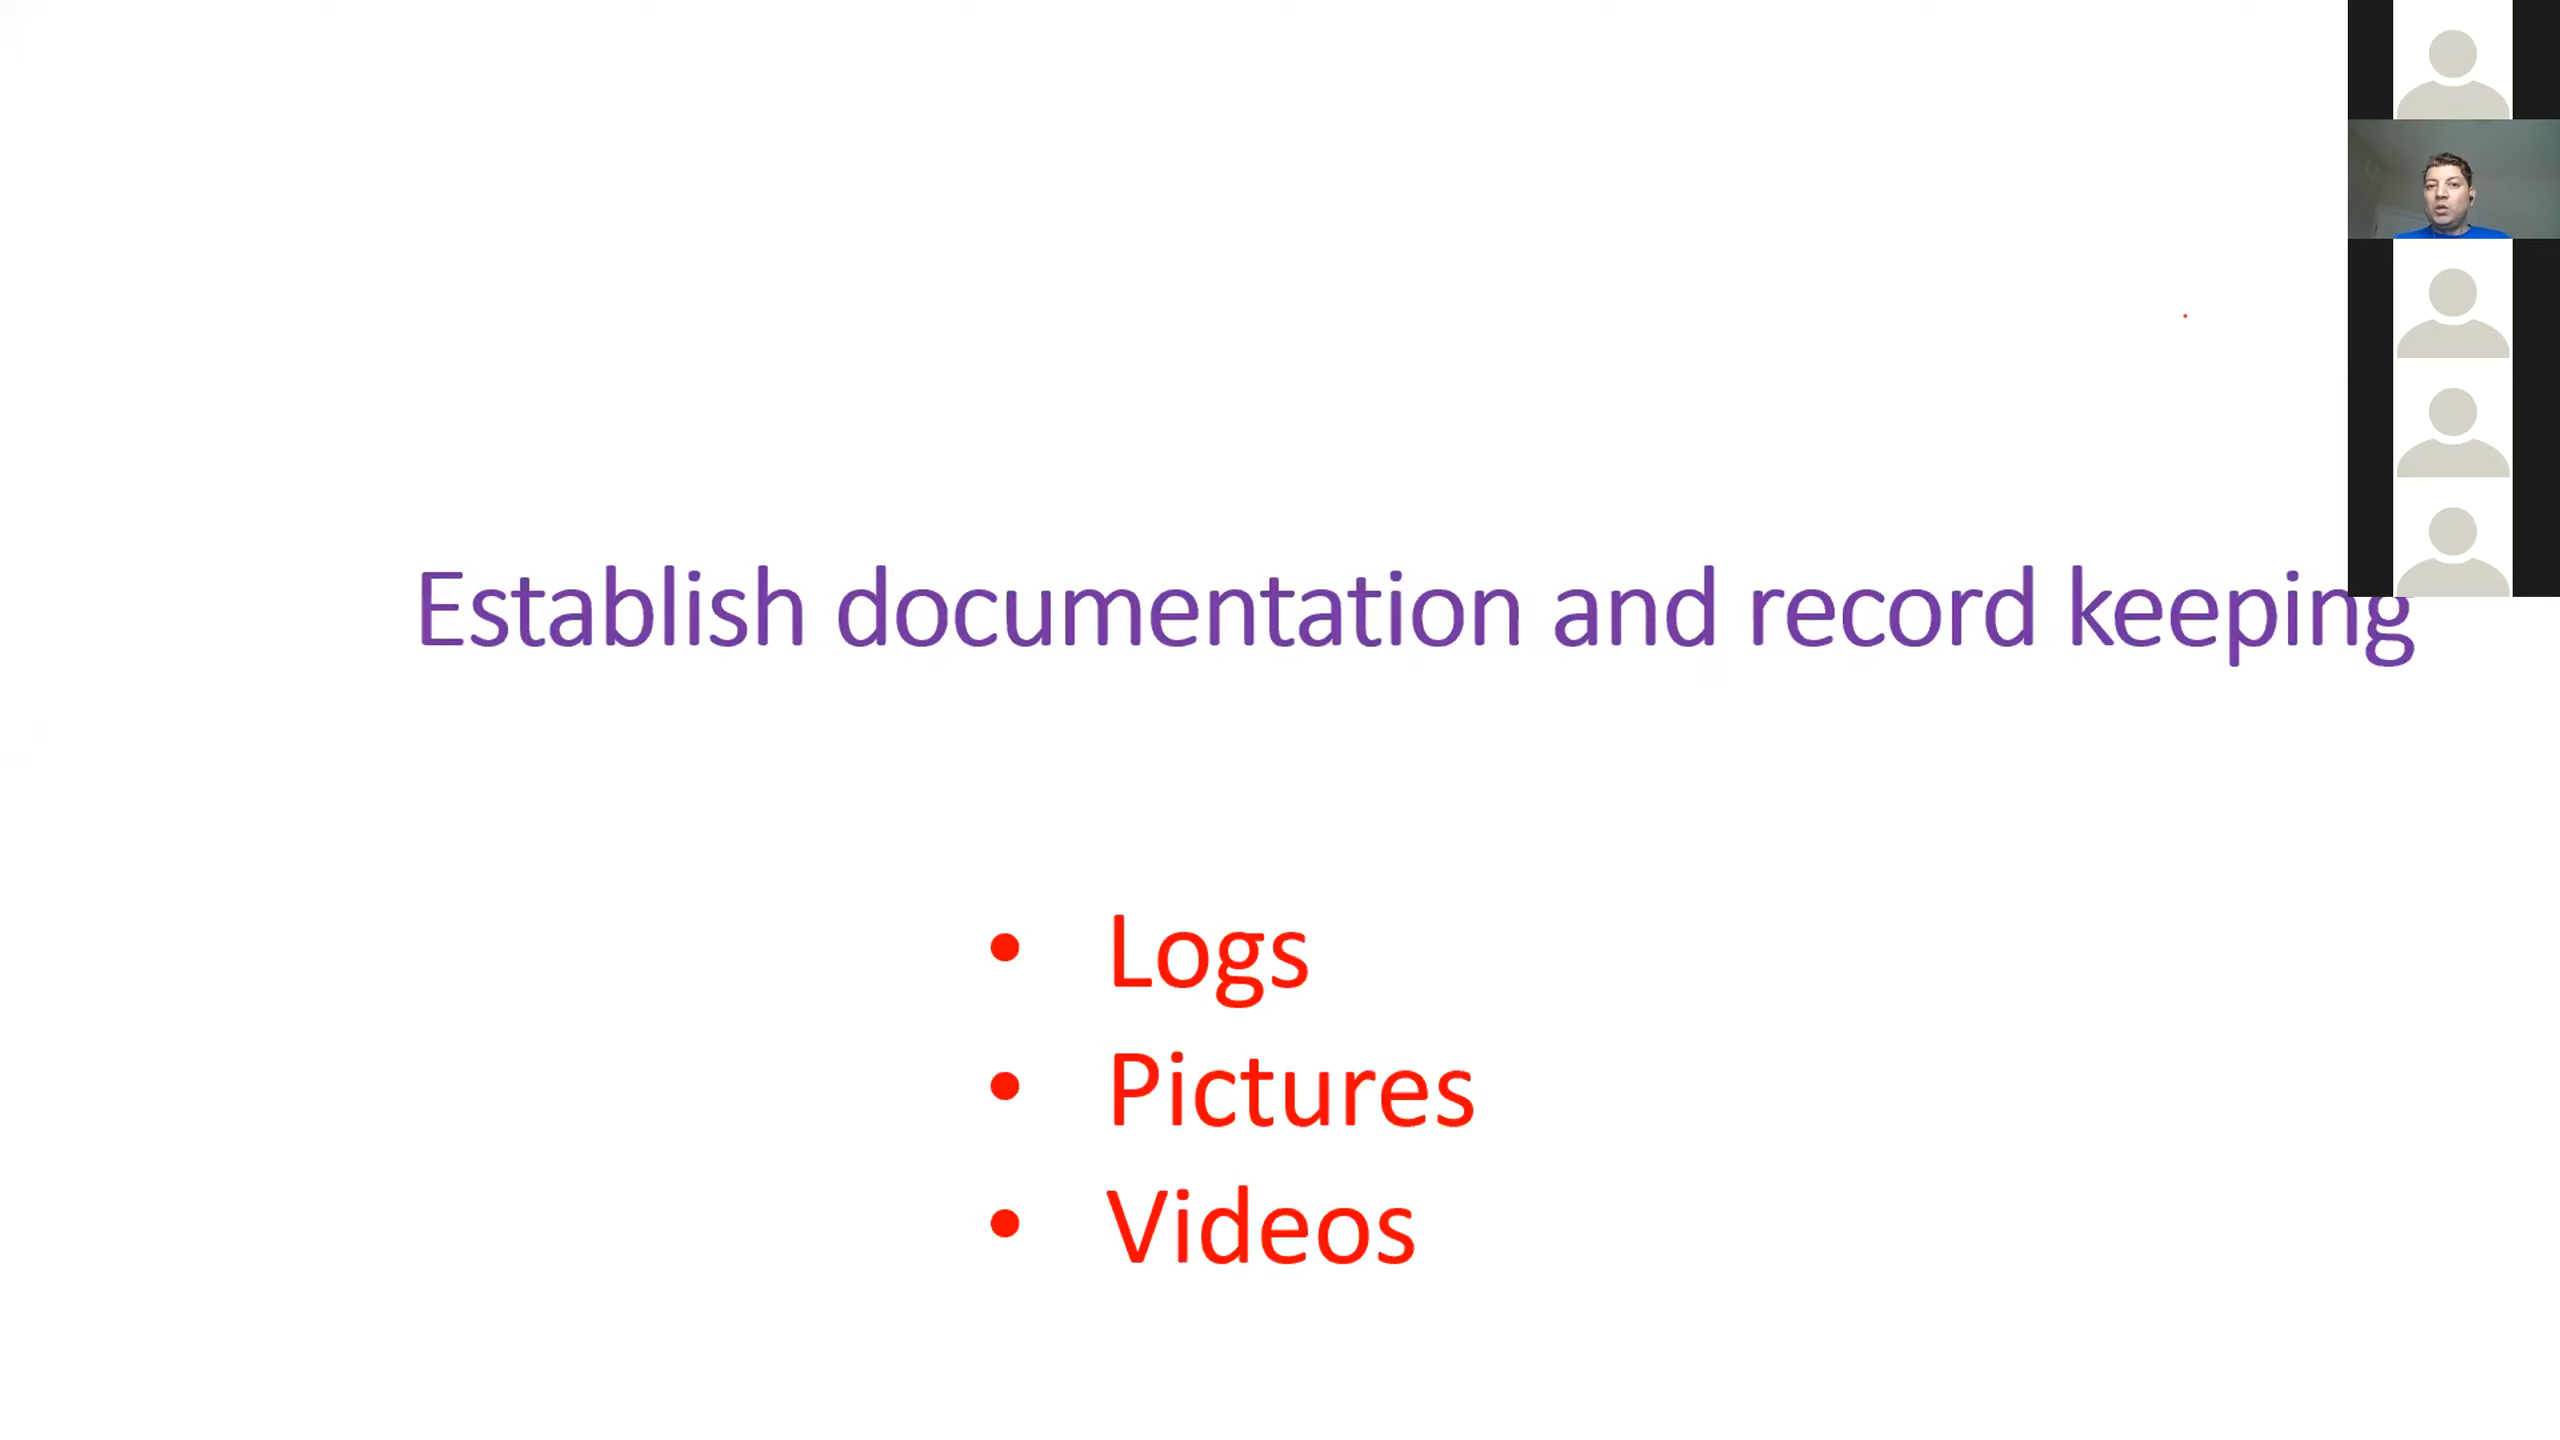 Establish documentation and record keeping
• Logs
• Pictures
• Videos